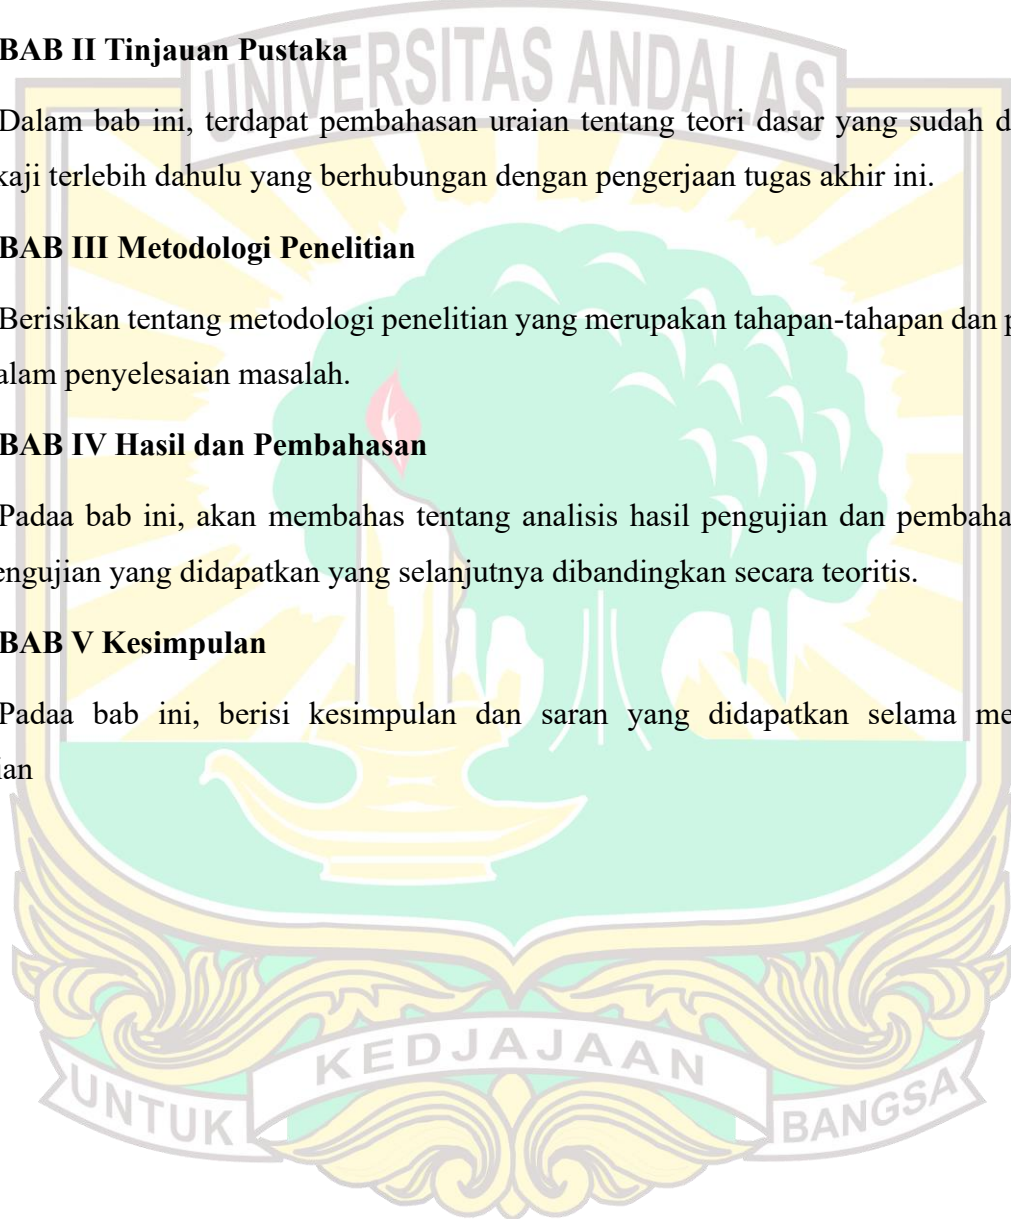 UNIVERSITAS ANDALAS
BAB II Tinjauan Pustaka
Dalam bab ini, terdapat pembahasan uraian tentang teori dasar yang sudah d
kaji terlebih dahulu yang berhubungan dengan pengerjaan tugas akhir ini.
BAB III Metodologi Penelitian
Berisikan tentang metodologi penelitian yang merupakan tahapan-tahapan dan p
alam penyelesaian masalah.
BAB IV Hasil dan Pembahasan
Padaa bab ini, akan membahas tentang analisis hasil pengujian dan pembaha
engujian yang didapatkan yang selanjutnya dibandingkan secara teoritis.
BAB V Kesimpulan
Padaa bab ini, berisi kesimpulan dan saran yang didapatkan selama me
ian
UNTUK KEDJAJAAN BANGSA